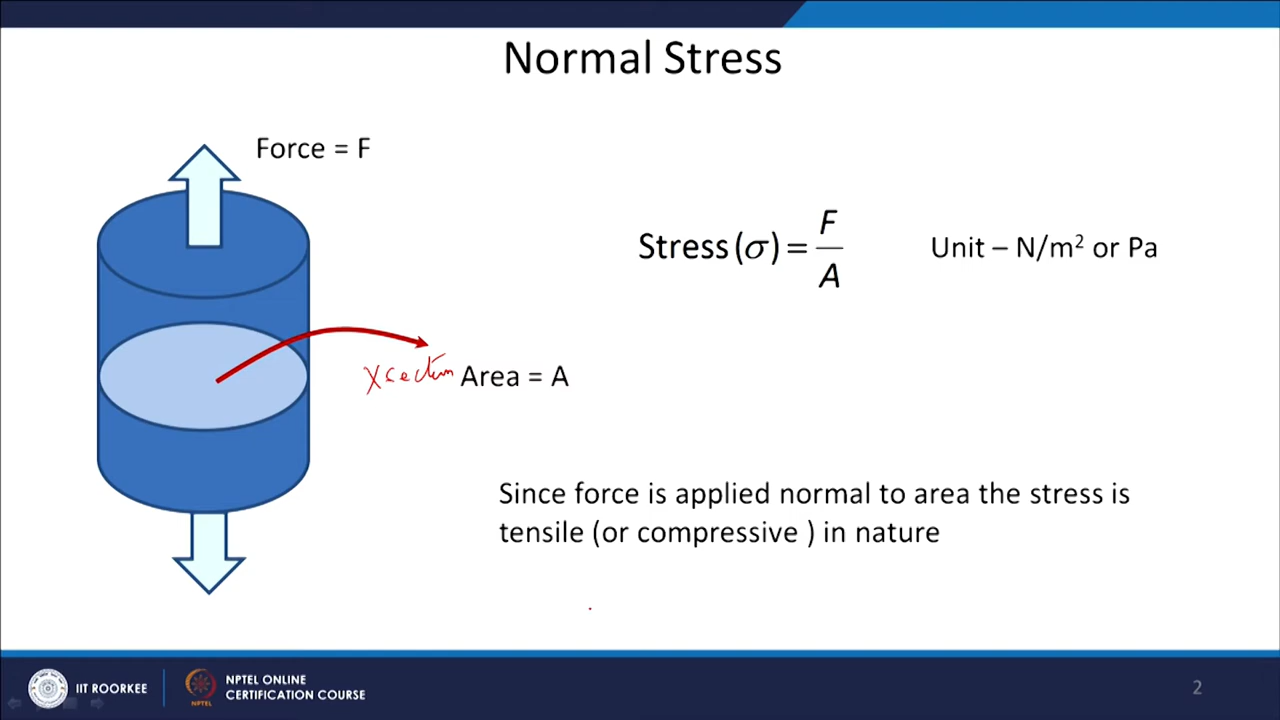 Normal Stress
Force = F
Stress (σ) = F / A
Unit – N/m² or Pa
Xsection Area = A
Since force is applied normal to area the stress is
tensile (or compressive ) in nature
IIT ROORKEE
NPTEL ONLINE
CERTIFICATION COURSE
2